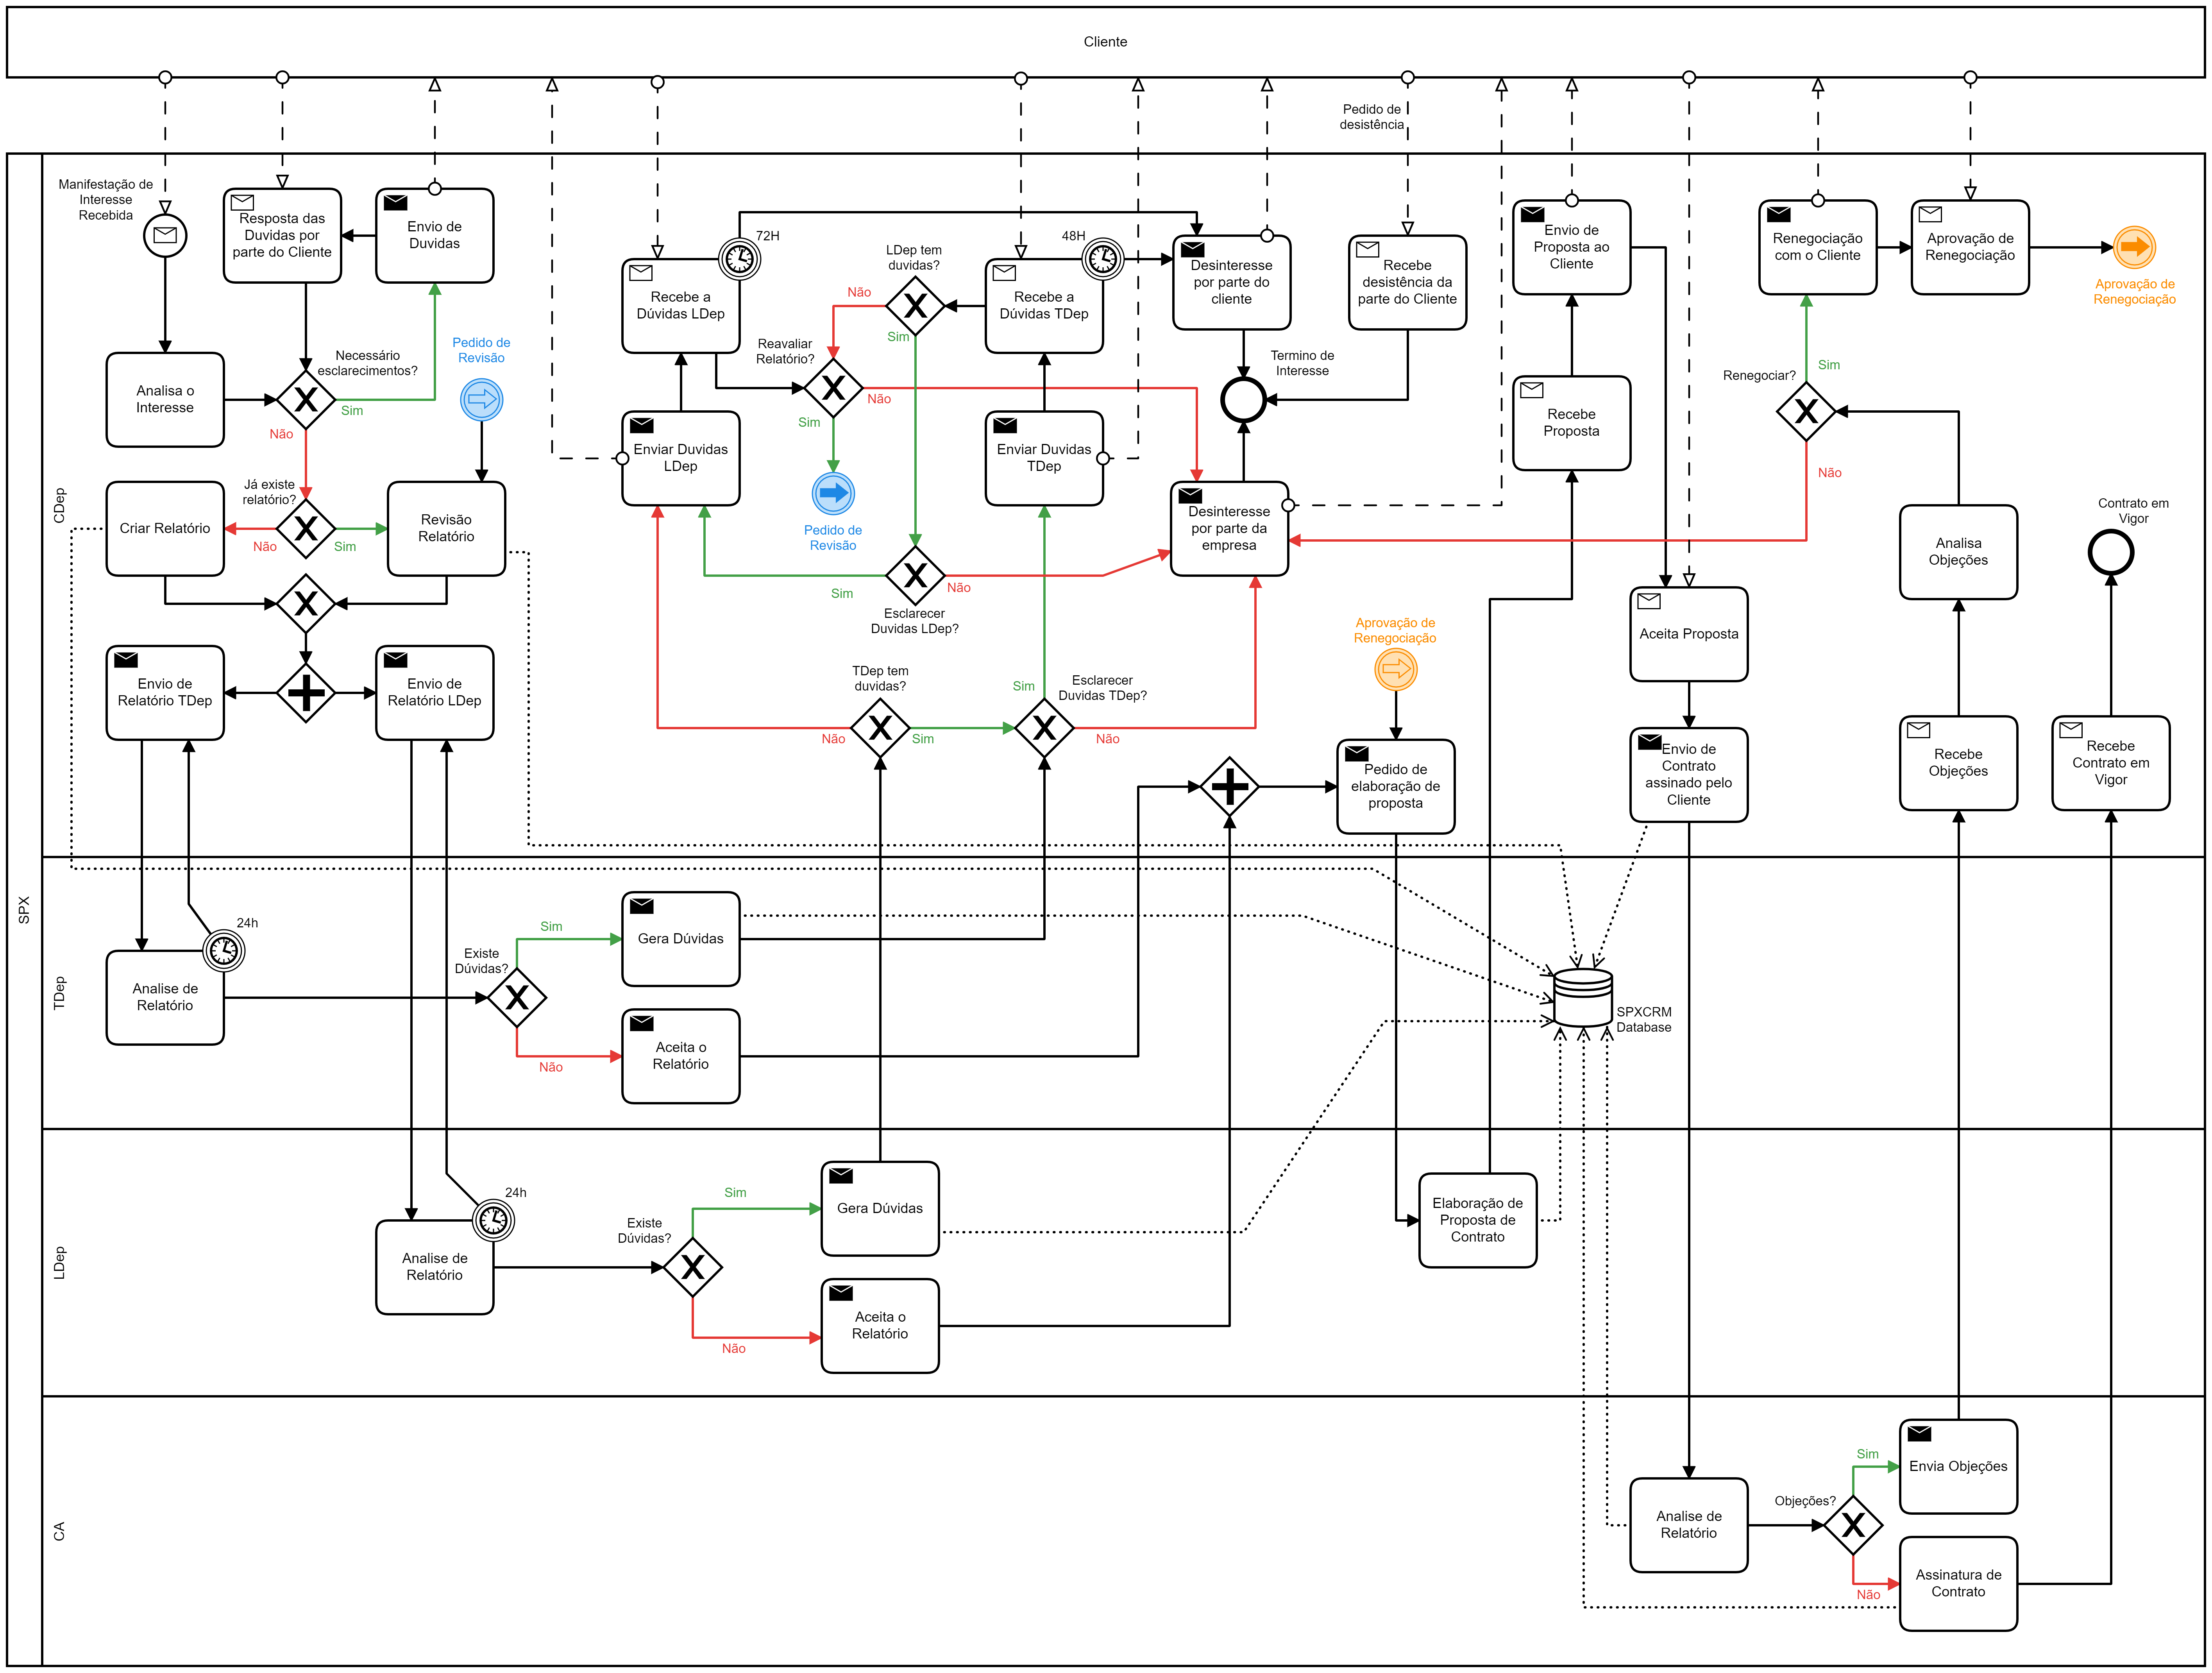 Cliente
Pedido de
desistência
SPX
CDep
Manifestação de
Interesse
Recebida
Resposta das
Duvidas por
parte do Cliente
Envio de
Duvidas
Analisa o
Interesse
Necessário
esclarecimentos?
Sim
Não
Pedido de
Revisão
Já existe
relatório?
Criar Relatório
Não
Sim
Revisão
Relatório
Envio de
Relatório TDep
Envio de
Relatório LDep
72H
Recebe a
Dúvidas LDep
Reavaliar
Relatório?
Não
Sim
Pedido de
Revisão
Enviar Duvidas
LDep
LDep tem
duvidas?
Não
Sim
48H
Recebe a
Dúvidas TDep
Enviar Duvidas
TDep
Sim
Não
Esclarecer
Duvidas LDep?
TDep tem
duvidas?
Não
Sim
Esclarecer
Duvidas TDep?
Sim
Não
Desinteresse
por parte do
cliente
Recebe
desistência da
parte do Cliente
Termino de
Interesse
Desinteresse
por parte da
empresa
Aprovação de
Renegociação
Pedido de
elaboração de
proposta
Envio de
Proposta ao
Cliente
Recebe
Proposta
Aceita Proposta
Envio de
Contrato
assinado pelo
Cliente
Renegociação
com o Cliente
Aprovação de
Renegociação
Aprovação de
Renegociação
Renegociar?
Sim
Não
Analisa
Objeções
Recebe
Objeções
Contrato em
Vigor
Recebe
Contrato em
Vigor
TDep
24h
Analise de
Relatório
Existe
Dúvidas?
Sim
Não
Gera Dúvidas
Aceita o
Relatório
SPXCRM
Database
LDep
24h
Analise de
Relatório
Existe
Dúvidas?
Sim
Não
Gera Dúvidas
Aceita o
Relatório
Elaboração de
Proposta de
Contrato
CA
Analise de
Relatório
Objeções?
Sim
Não
Envia Objeções
Assinatura de
Contrato